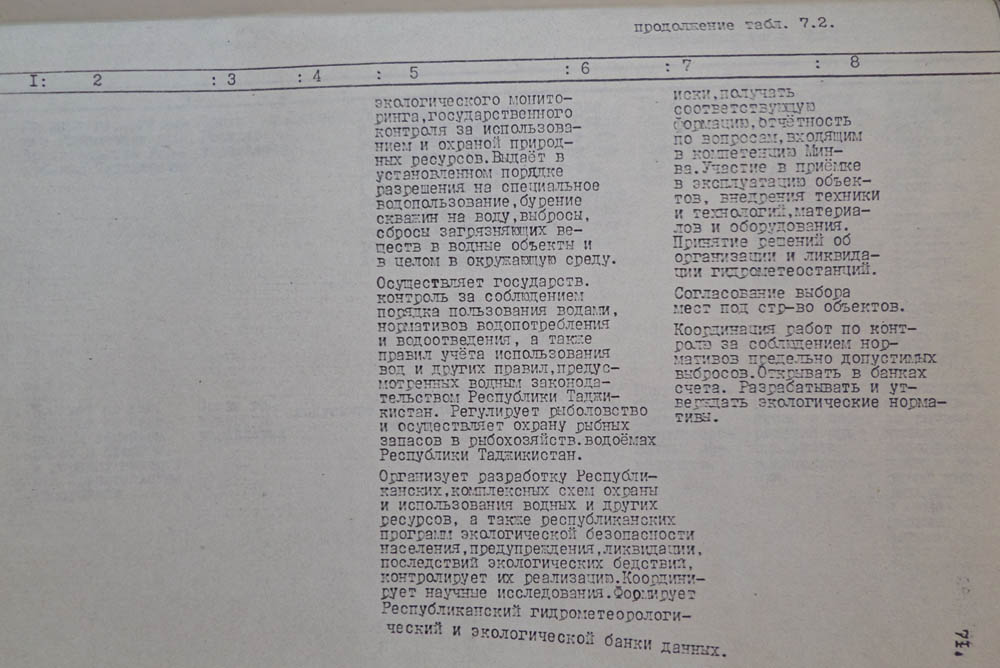 продолжение табл. 7.2.
I: 2 : 3 : 4 : 5 : 6 : 7 : 8
экологического монито-
ринга,государственного
контроля за использова-
нием и охраной природ-
ных ресурсов.Выдаёт в
установленном порядке
разрешения на специальное
водопользование,бурение
скважин на воду,выбросы,
сбросы загрязняющих ве-
ществ в водные объекты и
в целом в окружающую среду.
Осуществляет государств.
контроль за соблюдением
порядка пользования водами,
нормативов водопотребления
и водоотведения, а также
правил учёта использования
вод и других правил,предус-
мотренных водным законода-
тельством Республики Таджи-
кистан. Регулирует рыболовство
и осуществляет охрану рыбных
запасов в рыбохозяйств.водоёмах
Республики Таджикистан.
Организует разработку Республи-
канских,комплексных схем охраны
и использования водных и других
ресурсов, а также республиканских
программ экологической безопасности
населения,предупреждения,ликвидации,
последствий экологических бедствий,
контролирует их реализацию.Координи-
рует научные исследования.Формирует
Республиканский гидрометеорологи-
ческий и экологической банки данных.
иски,получать
соответствующую
формацию,отчётность
по вопросам,входящим
в компетенцию Мин-
ва.Участие в приёмке
в эксплуатацию объек-
тов, внедрения техники
и технологий,материа-
лов и оборудования.
Принятие решений об
организации и ликвида-
ции гидрометеостанций.
Согласование выбора
мест под стр-во объектов.
Координация работ по конт-
ролю за соблюдением нор-
мативов предельно допустимых
выбросов.Открывать в банках
счета. Разрабатывать и ут-
верждать экологические норма-
тивы.
71.